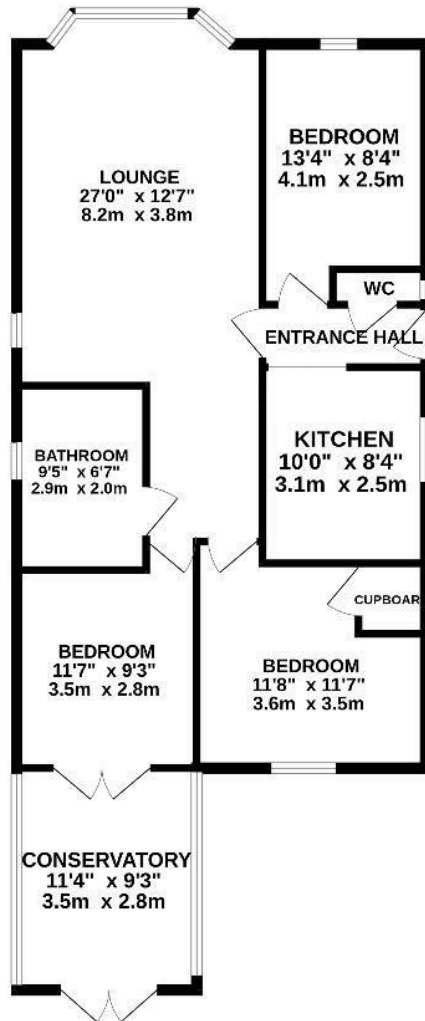 BEDROOM
13'4" x 8'4"
4.1m x 2.5m
LOUNGE
27'0" x 12'7"
8.2m x 3.8m
WC
ENTRANCE HALL
KITCHEN
10'0" x 8'4"
3.1m x 2.5m
BATHROOM
9'5" x 6'7"
2.9m x 2.0m
CUPBOAR
BEDROOM
11'7" x 9'3"
3.5m x 2.8m
BEDROOM
11'8" x 11'7"
3.6m x 3.5m
CONSERVATORY
11'4" x 9'3"
3.5m x 2.8m